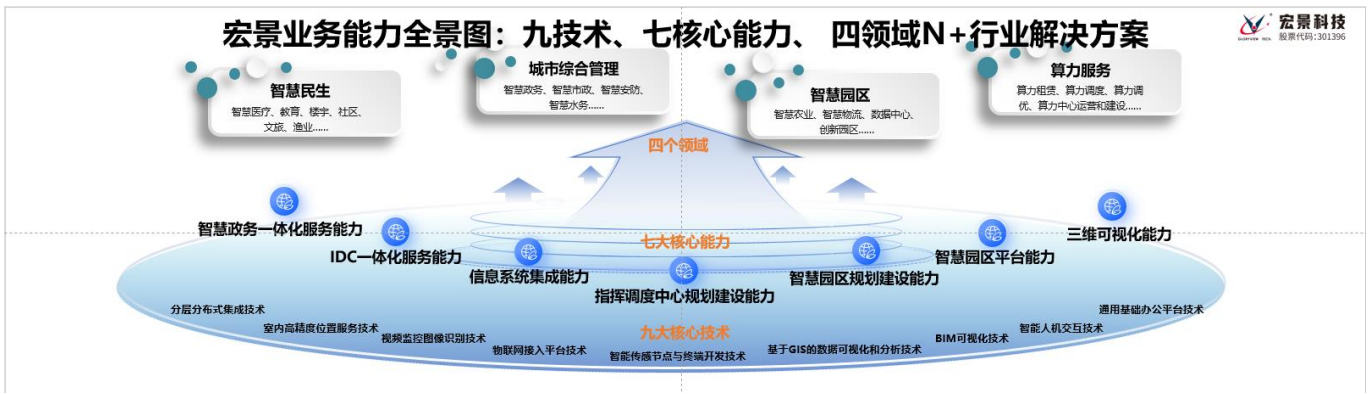 宏景业务能力全景图：九技术、七核心能力、 四领域N+行业解决方案
宏景科技
股票代码:301396
智慧民生
智慧医疗、教育、楼宇、社区、
文旅、渔业......
城市综合管理
智慧政务、智慧市政、智慧安防、
智慧水务......
智慧园区
智慧农业、智慧物流、数据中心、
创新园区......
算力服务
算力租赁、算力调度、算力调
优、算力中心运营和建设......
四个领域
智慧政务一体化服务能力
IDC一体化服务能力
信息系统集成能力
七大核心能力
指挥调度中心规划建设能力
智慧园区规划建设能力
智慧园区平台能力
三维可视化能力
分层分布式集成技术
室内高精度位置服务技术
视频监控图像识别技术
物联网接入平台技术
九大核心技术
智能传感节点与终端开发技术
基于GIS的数据可视化和分析技术
BIM可视化技术
智能人机交互技术
通用基础办公平台技术